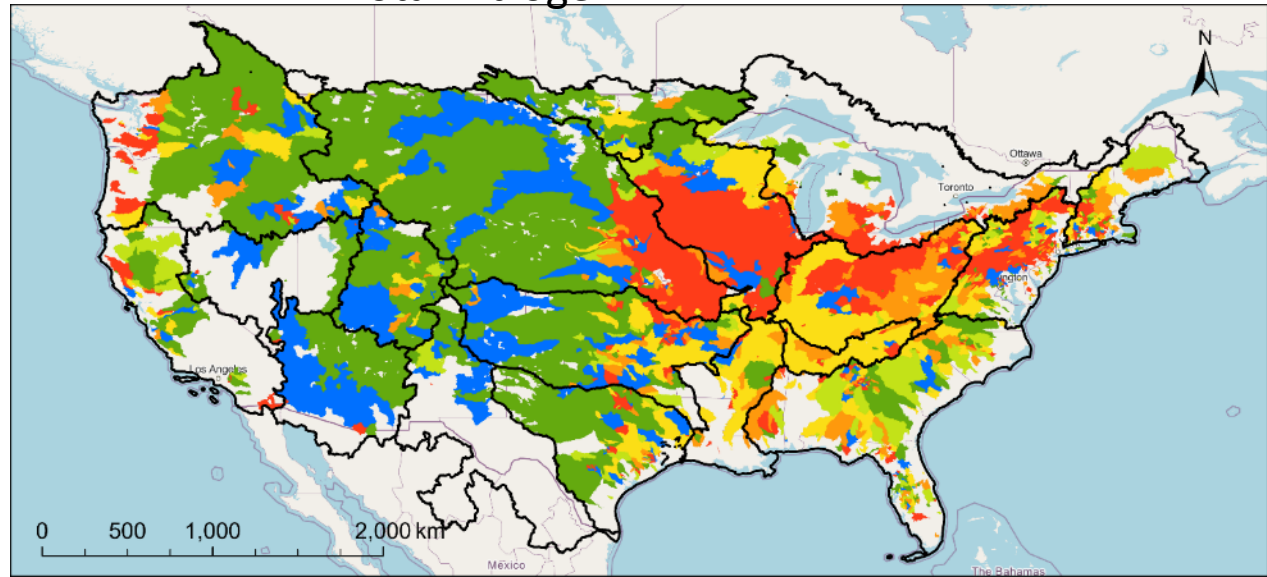 N
Ottawa
Toronto
Los Angeles
0 500 1,000 2,000 km
México
The Bahamas